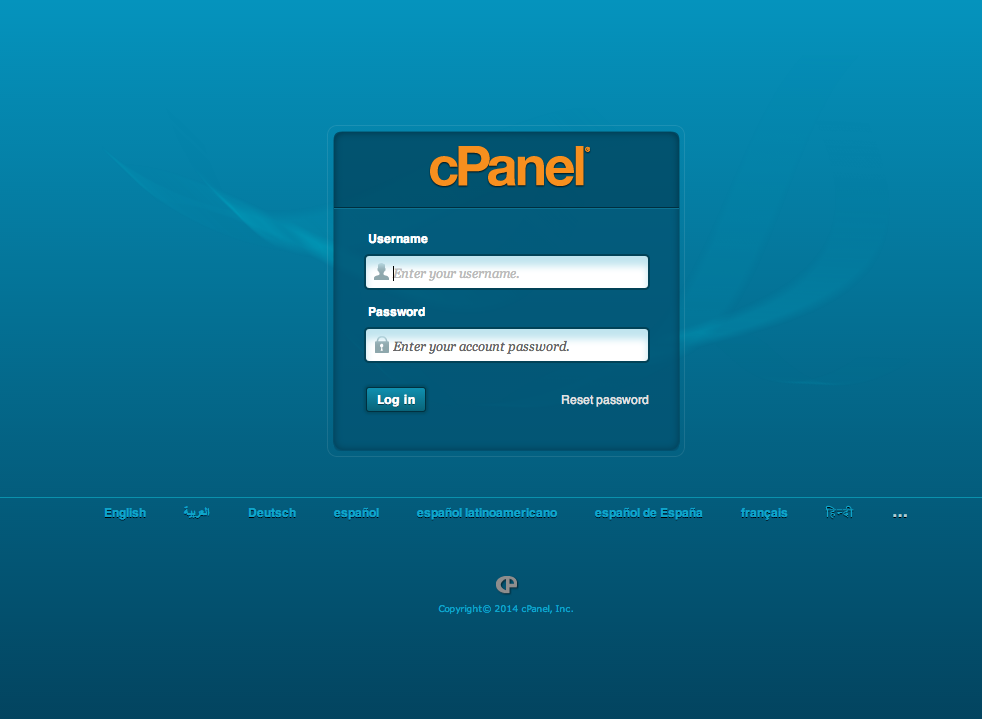 cPanel®
Username
Enter your username.
Password
Enter your account password.
Log in Reset password
English العربية Deutsch español español latinoamericano español de España français हिन्दी ...
cP
Copyright© 2014 cPanel, Inc.